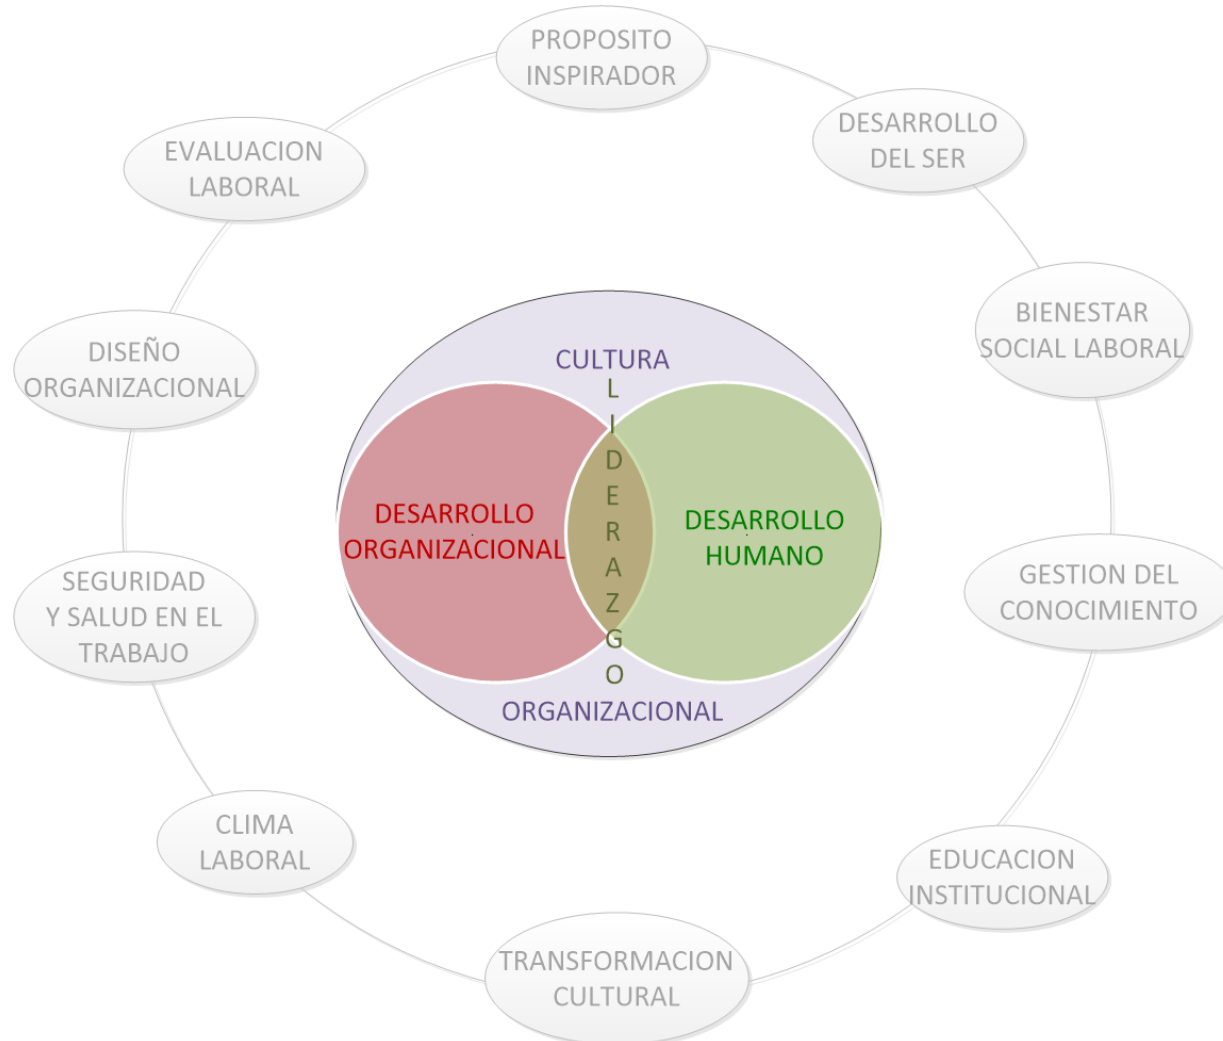 PROPOSITO
INSPIRADOR
DESARROLLO
DEL SER
BIENESTAR
SOCIAL LABORAL
GESTION DEL
CONOCIMIENTO
EDUCACION
INSTITUCIONAL
TRANSFORMACION
CULTURAL
CLIMA
LABORAL
SEGURIDAD
Y SALUD EN EL
TRABAJO
DISEÑO
ORGANIZACIONAL
EVALUACION
LABORAL
CULTURA
LIDERAZGO
ORGANIZACIONAL
DESARROLLO
ORGANIZACIONAL
DESARROLLO
HUMANO